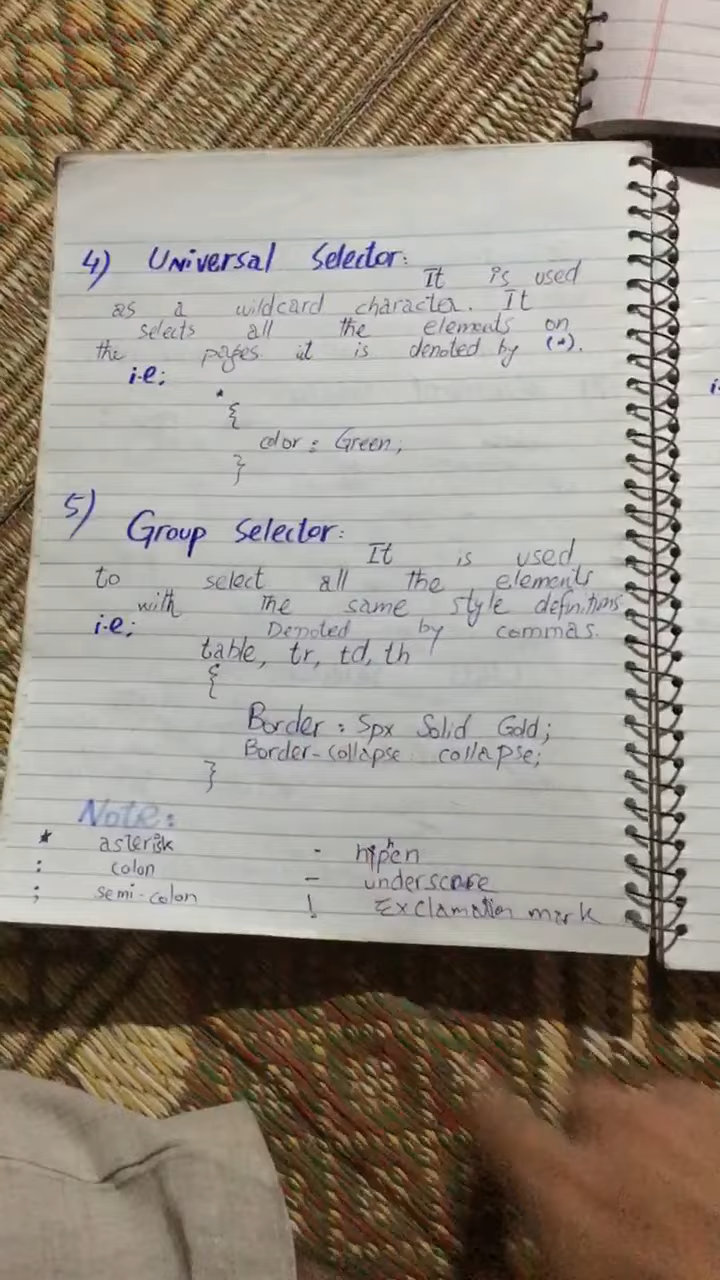 4) Universal Selector:
It is used
as a wildcard character. It
selects all the elements on
the pages it is denoted by (*).
i.e:
*
{
color: Green;
}
5) Group Selector:
It is used
to select all the elements
with the same style definitions
i.e: Denoted by commas.
table, tr, td, th
{
Border: 5px Solid Gold;
Border-collapse: collapse;
}
Note:
* asterisk - hiphen
: colon _ underscore
; semi-colon ! Exclamation mark